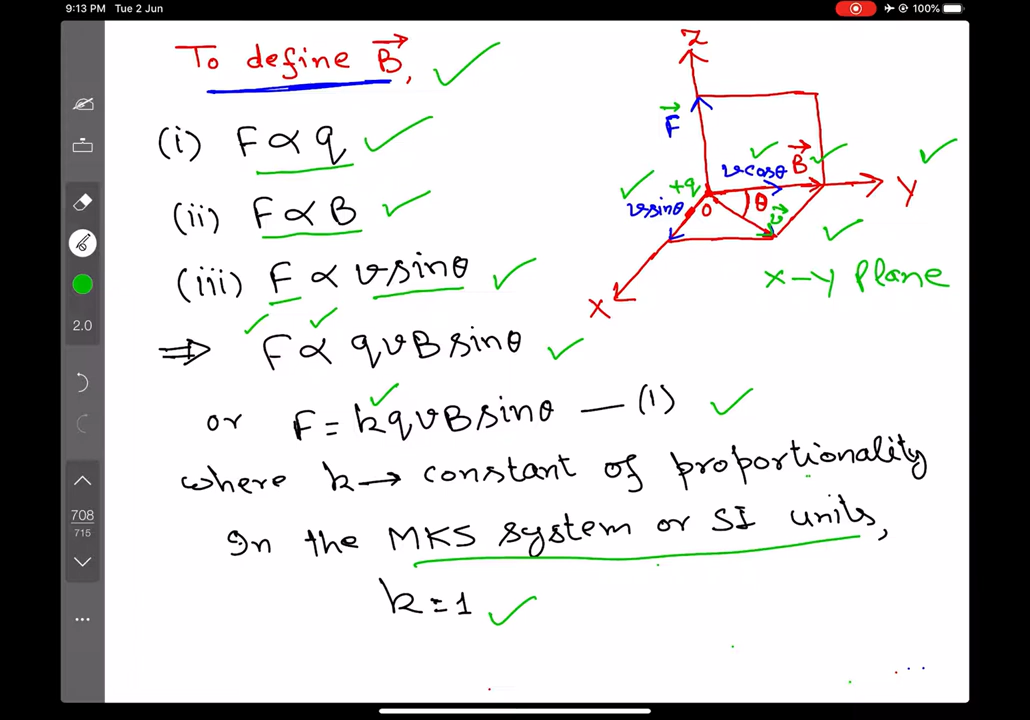 9:13 PM Tue 2 Jun
100%
To define B⃗,
(i) F ∝ q
(ii) F ∝ B
(iii) F ∝ v sinθ
⇒ F ∝ qvB sinθ
or F = kqvB sinθ — (1)
where k → constant of proportionality
In the MKS system or SI units,
k = 1
Z
F⃗
v cosθ
B⃗
+q
Y
v sinθ
O
θ
v⃗
X
X-Y Plane
2.0
708
715